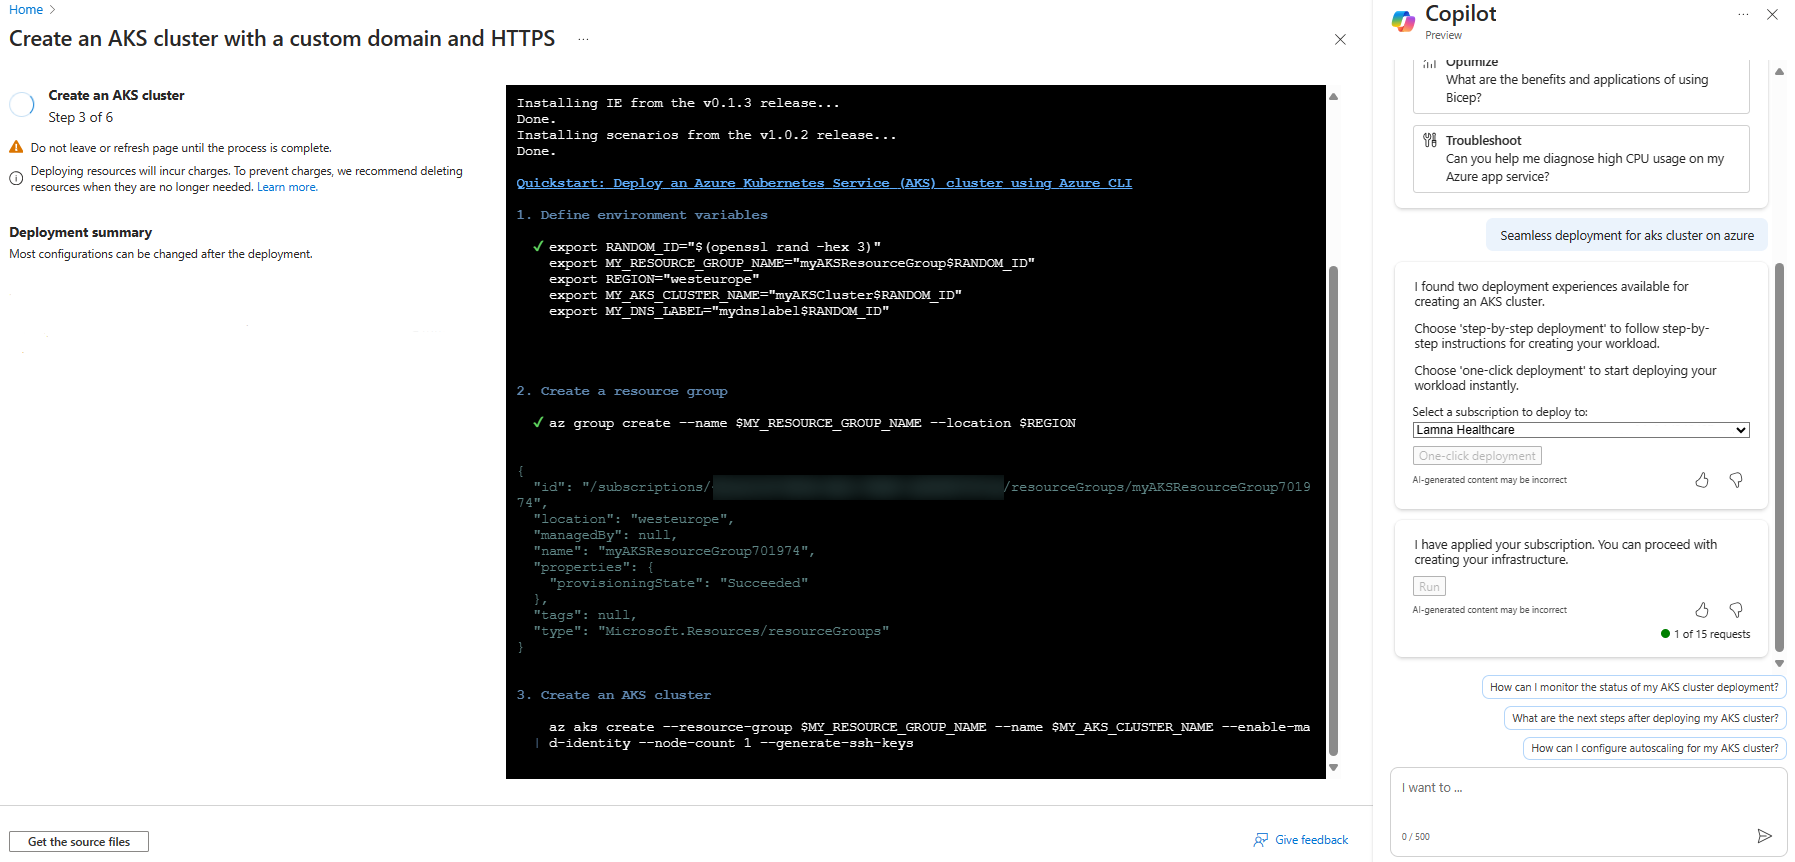 Home
Create an AKS cluster with a custom domain and HTTPS
Create an AKS cluster
Step 3 of 6
Do not leave or refresh page until the process is complete.
Deploying resources will incur charges. To prevent charges, we recommend deleting
resources when they are no longer needed. Learn more.
Deployment summary
Most configurations can be changed after the deployment.
Installing IE from the v0.1.3 release...
Done.
Installing scenarios from the v1.0.2 release...
Done.
Quickstart: Deploy an Azure Kubernetes Service (AKS) cluster using Azure CLI
1. Define environment variables
export RANDOM_ID="$(openssl rand -hex 3)"
export MY_RESOURCE_GROUP_NAME="myAKSResourceGroup$RANDOM_ID"
export REGION="westeurope"
export MY_AKS_CLUSTER_NAME="myAKSCluster$RANDOM_ID"
export MY_DNS_LABEL="mydnslabel$RANDOM_ID"
2. Create a resource group
az group create --name $MY_RESOURCE_GROUP_NAME --location $REGION
{
"id": "/subscriptions/ /resourceGroups/myAKSResourceGroup7019
74",
"location": "westeurope",
"managedBy": null,
"name": "myAKSResourceGroup701974",
"properties": {
"provisioningState": "Succeeded"
},
"tags": null,
"type": "Microsoft.Resources/resourceGroups"
}
3. Create an AKS cluster
az aks create --resource-group $MY_RESOURCE_GROUP_NAME --name $MY_AKS_CLUSTER_NAME --enable-ma
| d-identity --node-count 1 --generate-ssh-keys
Get the source files
Give feedback
Copilot
Preview
Optimize
What are the benefits and applications of using
Bicep?
Troubleshoot
Can you help me diagnose high CPU usage on my
Azure app service?
Seamless deployment for aks cluster on azure
I found two deployment experiences available for
creating an AKS cluster.
Choose 'step-by-step deployment' to follow step-by-
step instructions for creating your workload.
Choose 'one-click deployment' to start deploying your
workload instantly.
Select a subscription to deploy to:
Lamna Healthcare
One-click deployment
AI-generated content may be incorrect
I have applied your subscription. You can proceed with
creating your infrastructure.
Run
AI-generated content may be incorrect
1 of 15 requests
How can I monitor the status of my AKS cluster deployment?
What are the next steps after deploying my AKS cluster?
How can I configure autoscaling for my AKS cluster?
I want to ...
0 / 500